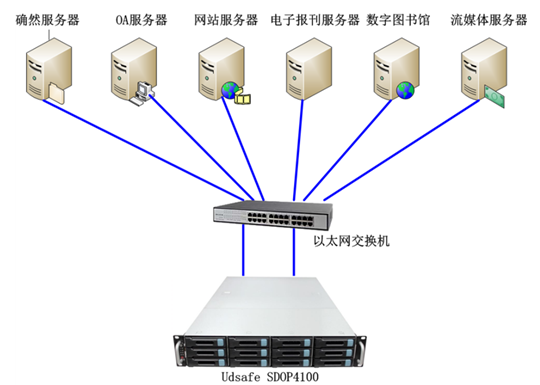 确然服务器
OA服务器
网站服务器
电子报刊服务器
数字图书馆
流媒体服务器
以太网交换机
Udsafe SDOP4100